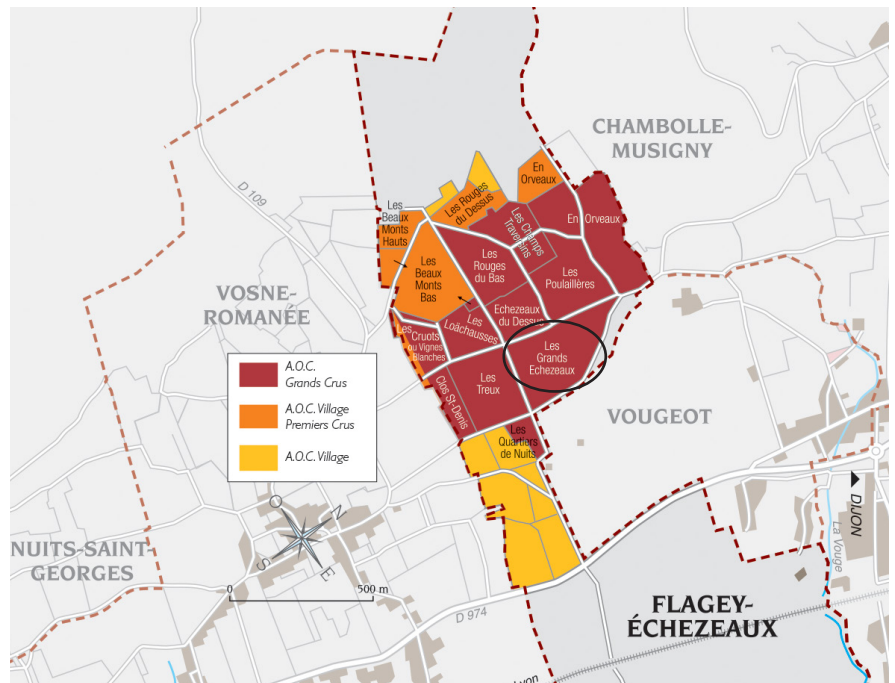 CHAMBOLLE-
MUSIGNY
D 109
En
Orveaux
Les Rouges
du Dessus
Les
Beaux
Monts
Hauts
En Orveaux
Les Champs
Traversins
Les
Rouges
du Bas
Les
Poulaillères
Les
Beaux
Monts
Bas
VOSNE-
ROMANÉE
Echezeaux
du Dessus
Les
Loächausses
Les
Cruots
ou Vignes
Blanches
Les
Grands
Echezeaux
Les
Treux
Clos St-Denis
VOUGEOT
A.O.C.
Grands Crus
A.O.C. Village
Premiers Crus
A.O.C. Village
Les
Quartiers
de Nuits
O
N
S
E
NUITS-SAINT-
GEORGES
DIJON
La Vouge
0
500 m
D 974
FLAGEY-
ÉCHEZEAUX
Lyon